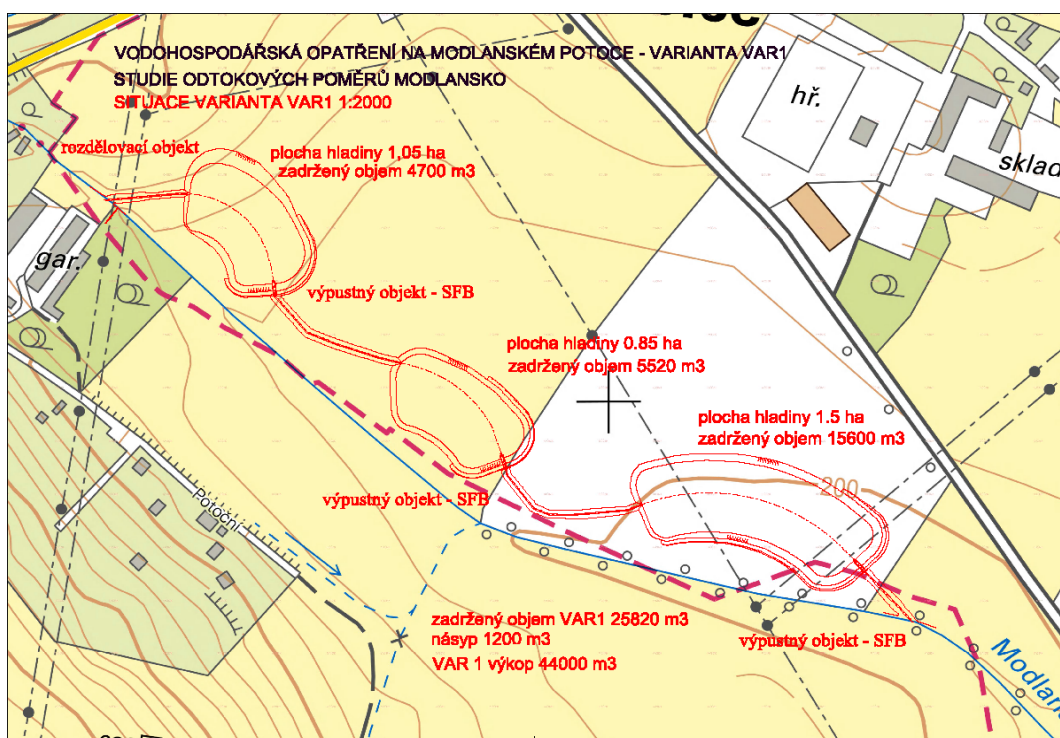 VODOHOSPODÁŘSKÁ OPATŘENÍ NA MODLANSKÉM POTOCE - VARIANTA VAR1
STUDIE ODTOKOVÝCH POMĚRŮ MODLANSKO
SITUACE VARIANTA VAR1 1:2000
hř.
sklad
rozdělovací objekt
plocha hladiny 1,05 ha
zadržený objem 4700 m3
gar.
výpustný objekt - SFB
plocha hladiny 0.85 ha
zadržený objem 5520 m3
plocha hladiny 1.5 ha
zadržený objem 15600 m3
200
výpustný objekt - SFB
Potoční
zadržený objem VAR1 25820 m3
násyp 1200 m3
VAR 1 výkop 44000 m3
výpustný objekt - SFB
Modlan